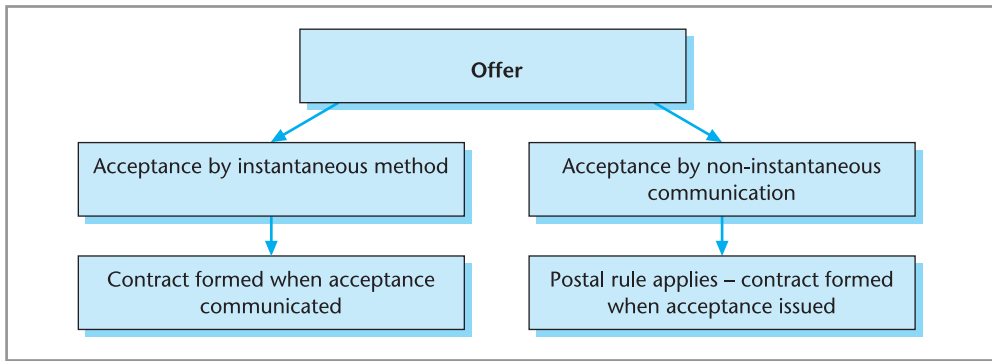 Offer
Acceptance by instantaneous method
Acceptance by non-instantaneous
communication
Contract formed when acceptance
communicated
Postal rule applies – contract formed
when acceptance issued